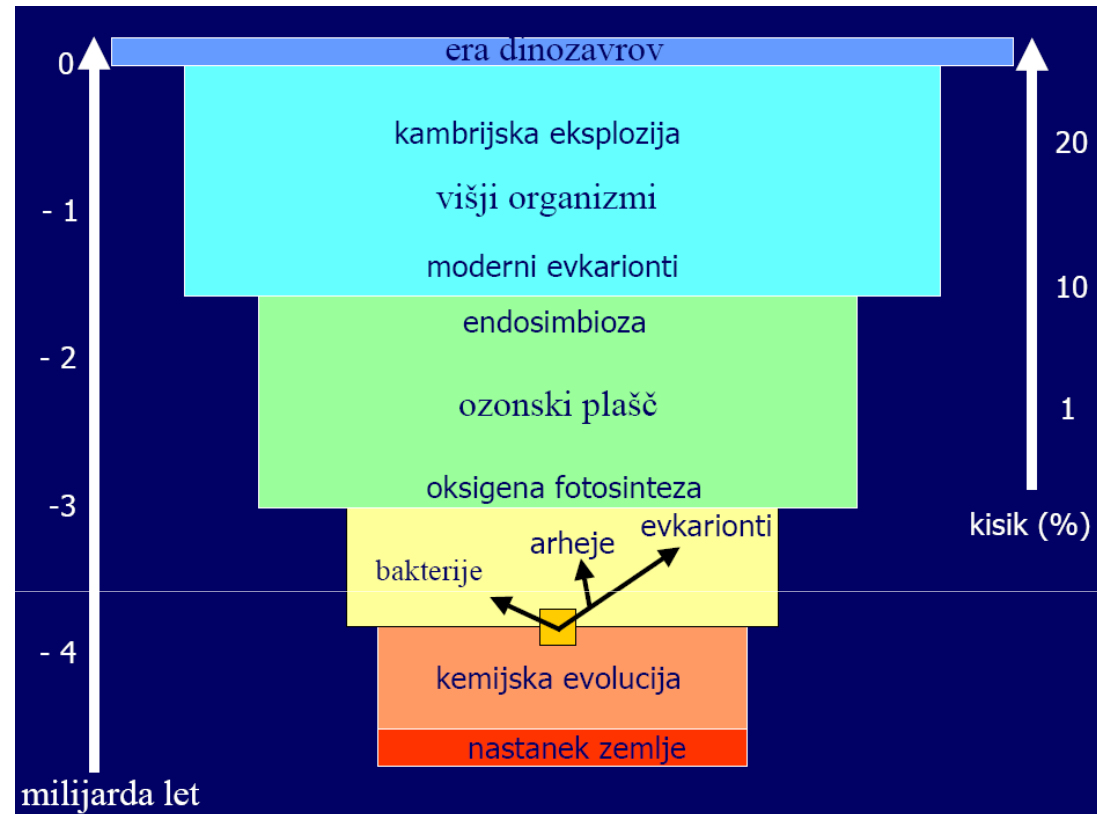 era dinozavrov
0
kambrijska eksplozija
20
višji organizmi
- 1
moderni evkarionti
10
endosimbioza
- 2
ozonski plašč
1
oksigena fotosinteza
-3
evkarionti
kisik (%)
arheje
bakterije
- 4
kemijska evolucija
nastanek zemlje
milijarda let